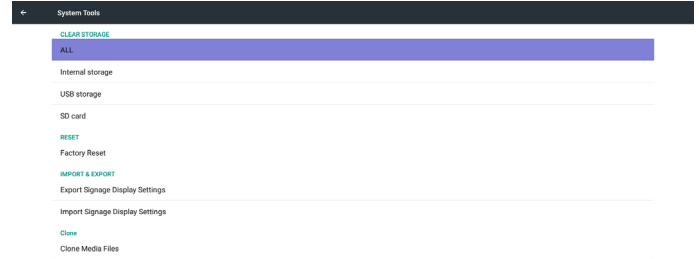 System Tools
CLEAR STORAGE
ALL
Internal storage
USB storage
SD card
RESET
Factory Reset
IMPORT & EXPORT
Export Signage Display Settings
Import Signage Display Settings
Clone
Clone Media Files